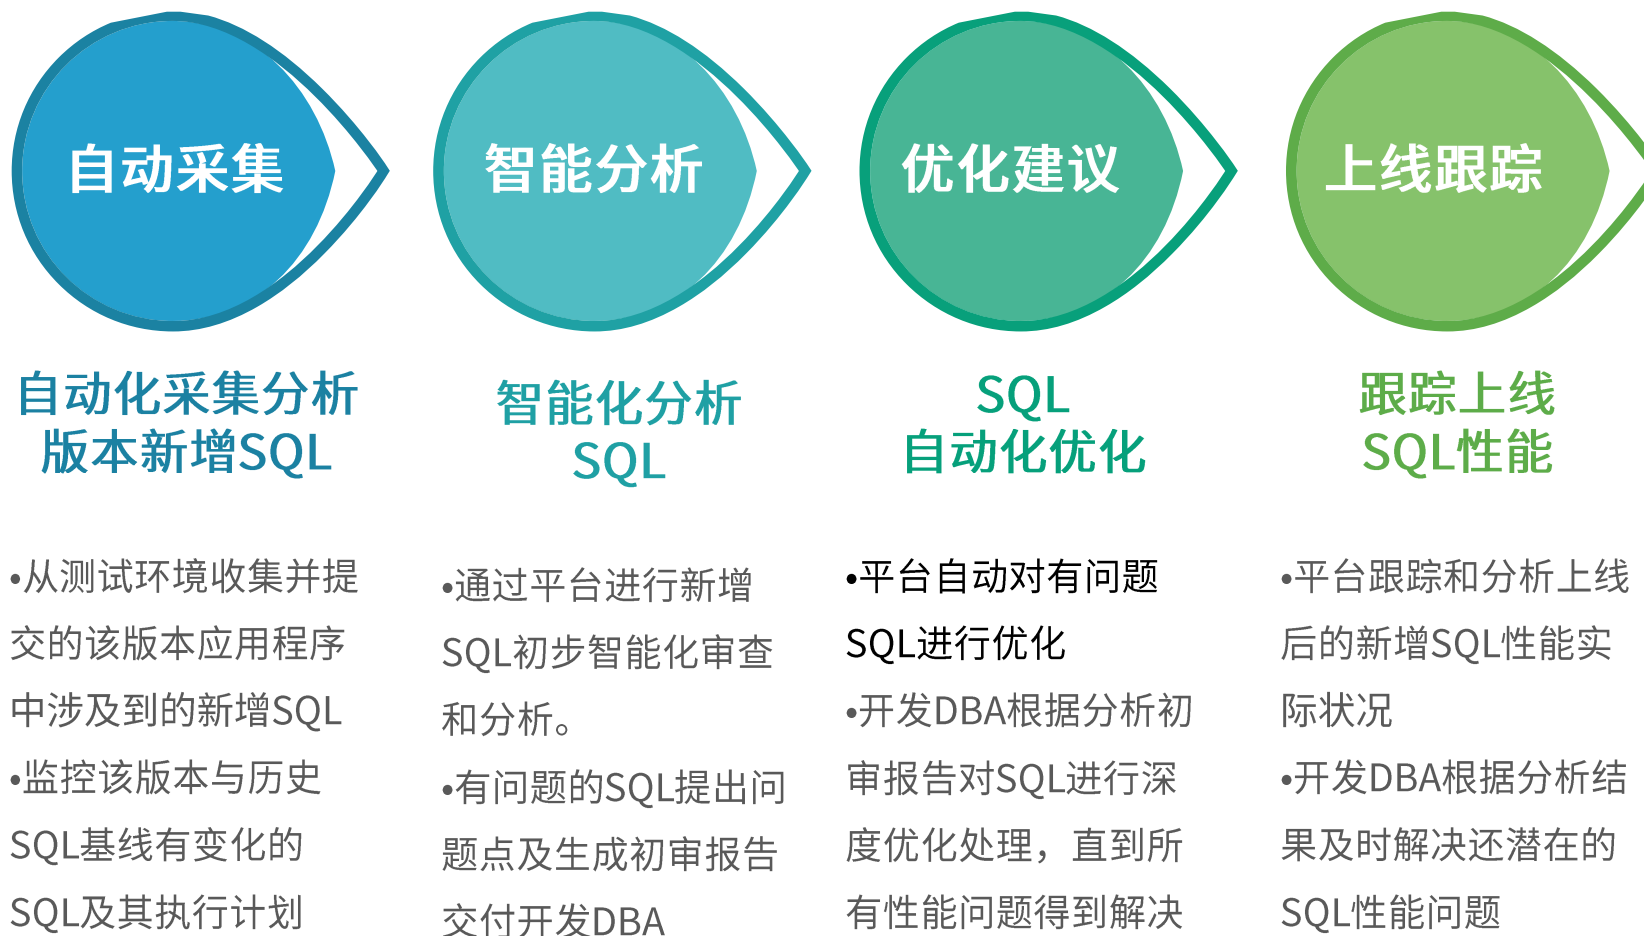 自动采集
智能分析
优化建议
上线跟踪
自动化采集分析
版本新增SQL
智能化分析
SQL
SQL
自动化优化
跟踪上线
SQL性能
•从测试环境收集并提
交的该版本应用程序
中涉及到的新增SQL
•监控该版本与历史
SQL基线有变化的
SQL及其执行计划
•通过平台进行新增
SQL初步智能化审查
和分析。
•有问题的SQL提出问
题点及生成初审报告
交付开发DBA
•平台自动对有问题
SQL进行优化
•开发DBA根据分析初
审报告对SQL进行深
度优化处理，直到所
有性能问题得到解决
•平台跟踪和分析上线
后的新增SQL性能实
际状况
•开发DBA根据分析结
果及时解决还潜在的
SQL性能问题